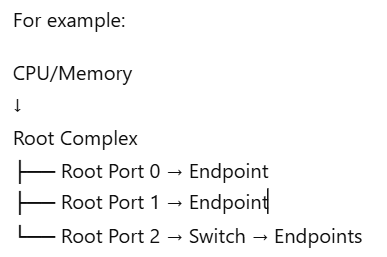 For example:
CPU/Memory
↓
Root Complex
├── Root Port 0 → Endpoint
├── Root Port 1 → Endpoint
└── Root Port 2 → Switch → Endpoints